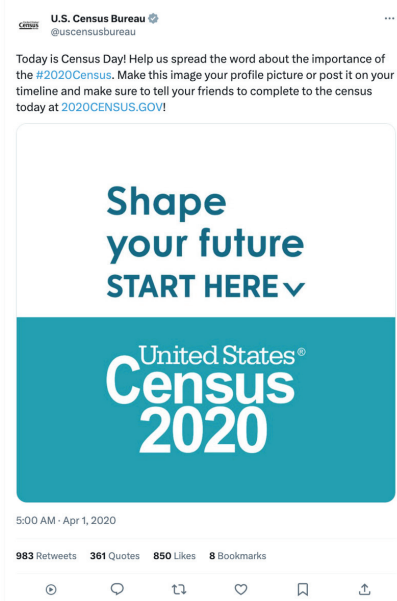 U.S. Census Bureau
Census
@uscensusbureau
Today is Census Day! Help us spread the word about the importance of
the #2020Census. Make this image your profile picture or post it on your
timeline and make sure to tell your friends to complete to the census
today at 2020CENSUS.GOV!
Shape
your future
START HERE
United States®
Census
2020
5:00 AM · Apr 1, 2020
983 Retweets 361 Quotes 850 Likes 8 Bookmarks